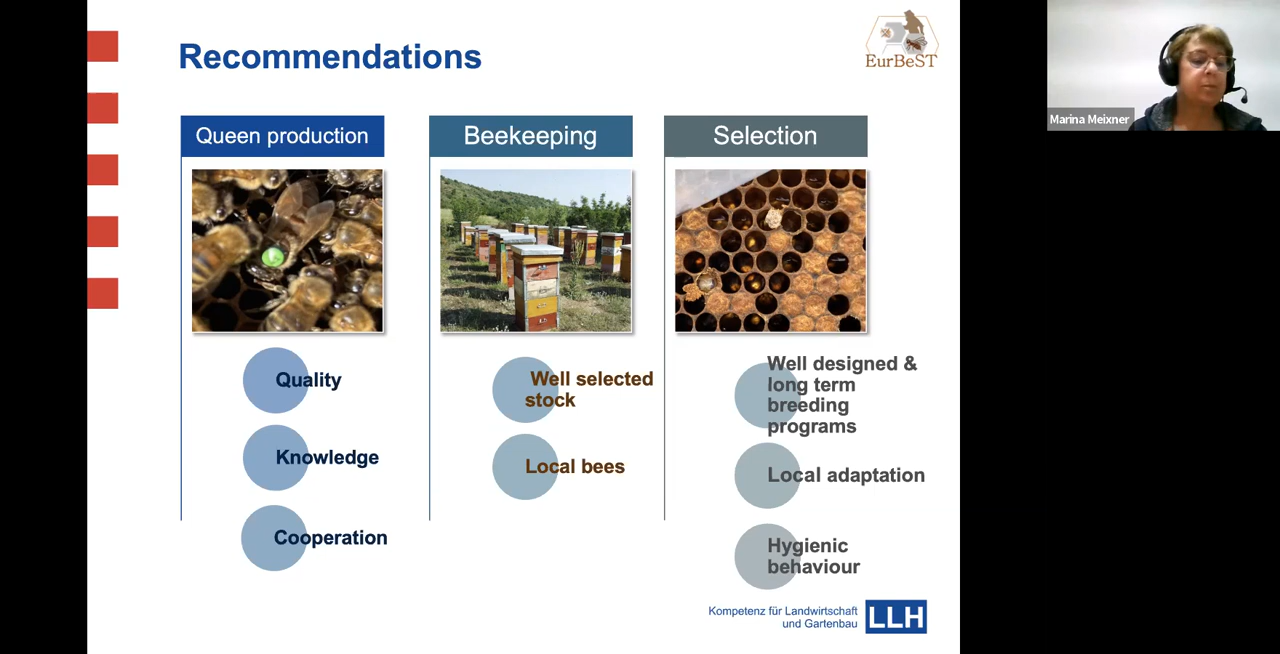 Recommendations
EurBeST
Marina Meixner
Queen production
Beekeeping
Selection
Quality
Knowledge
Cooperation
Well selected
stock
Local bees
Well designed &
long term
breeding
programs
Local adaptation
Hygienic
behaviour
Kompetenz für Landwirtschaft
und Gartenbau
LLH